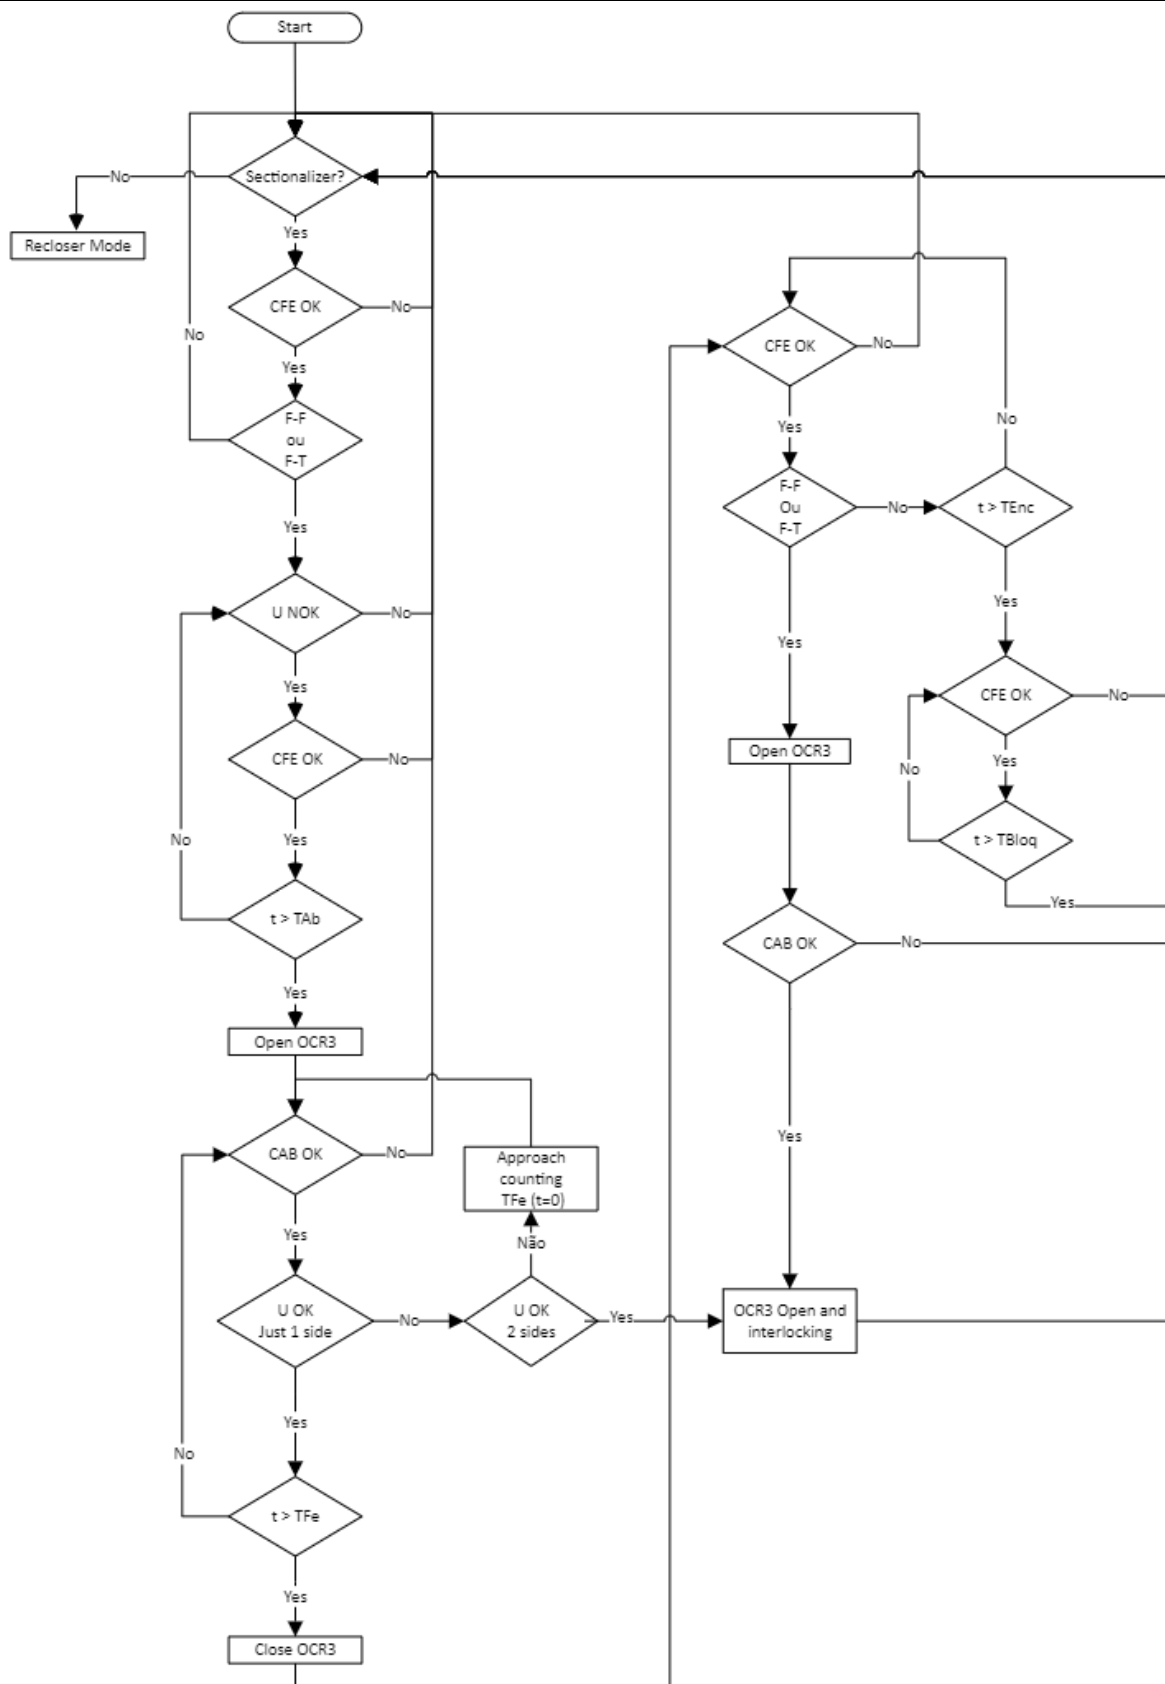 Start
Sectionalizer?
No
Recloser Mode
Yes
CFE OK
No
No
Yes
F-F
ou
F-T
Yes
U NOK
No
Yes
CFE OK
No
Yes
No
t > TAb
Yes
Open OCR3
CAB OK
No
Yes
U OK
Just 1 side
No
U OK
2 sides
Não
Approach
counting
TFe (t=0)
Yes
Yes
No
t > TFe
Yes
Close OCR3
CFE OK
No
Yes
F-F
Ou
F-T
No
t > TEnc
No
Yes
Yes
CFE OK
No
Yes
No
t > TBloq
Yes
Open OCR3
CAB OK
No
Yes
OCR3 Open and
interlocking